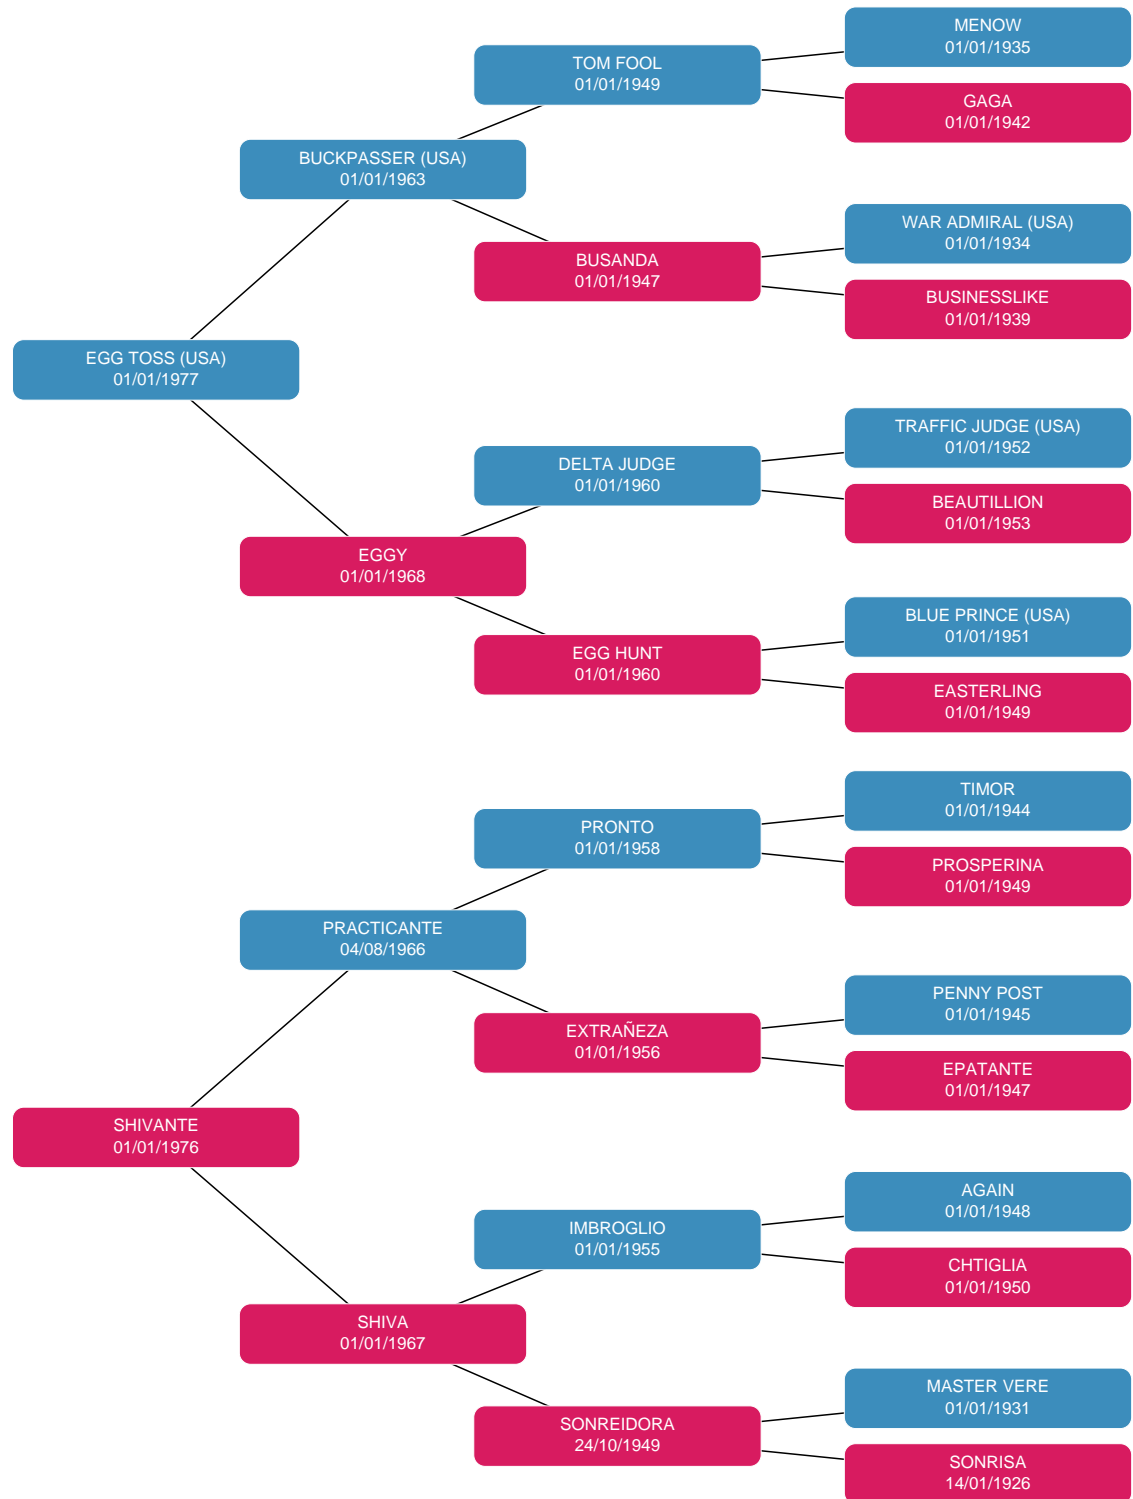 MENOW
01/01/1935
TOM FOOL
01/01/1949
GAGA
01/01/1942
BUCKPASSER (USA)
01/01/1963
WAR ADMIRAL (USA)
01/01/1934
BUSANDA
01/01/1947
BUSINESSLIKE
01/01/1939
EGG TOSS (USA)
01/01/1977
TRAFFIC JUDGE (USA)
01/01/1952
DELTA JUDGE
01/01/1960
BEAUTILLION
01/01/1953
EGGY
01/01/1968
BLUE PRINCE (USA)
01/01/1951
EGG HUNT
01/01/1960
EASTERLING
01/01/1949
TIMOR
01/01/1944
PRONTO
01/01/1958
PROSPERINA
01/01/1949
PRACTICANTE
04/08/1966
PENNY POST
01/01/1945
EXTRAÑEZA
01/01/1956
EPATANTE
01/01/1947
SHIVANTE
01/01/1976
AGAIN
01/01/1948
IMBROGLIO
01/01/1955
CHTIGLIA
01/01/1950
SHIVA
01/01/1967
MASTER VERE
01/01/1931
SONREIDORA
24/10/1949
SONRISA
14/01/1926